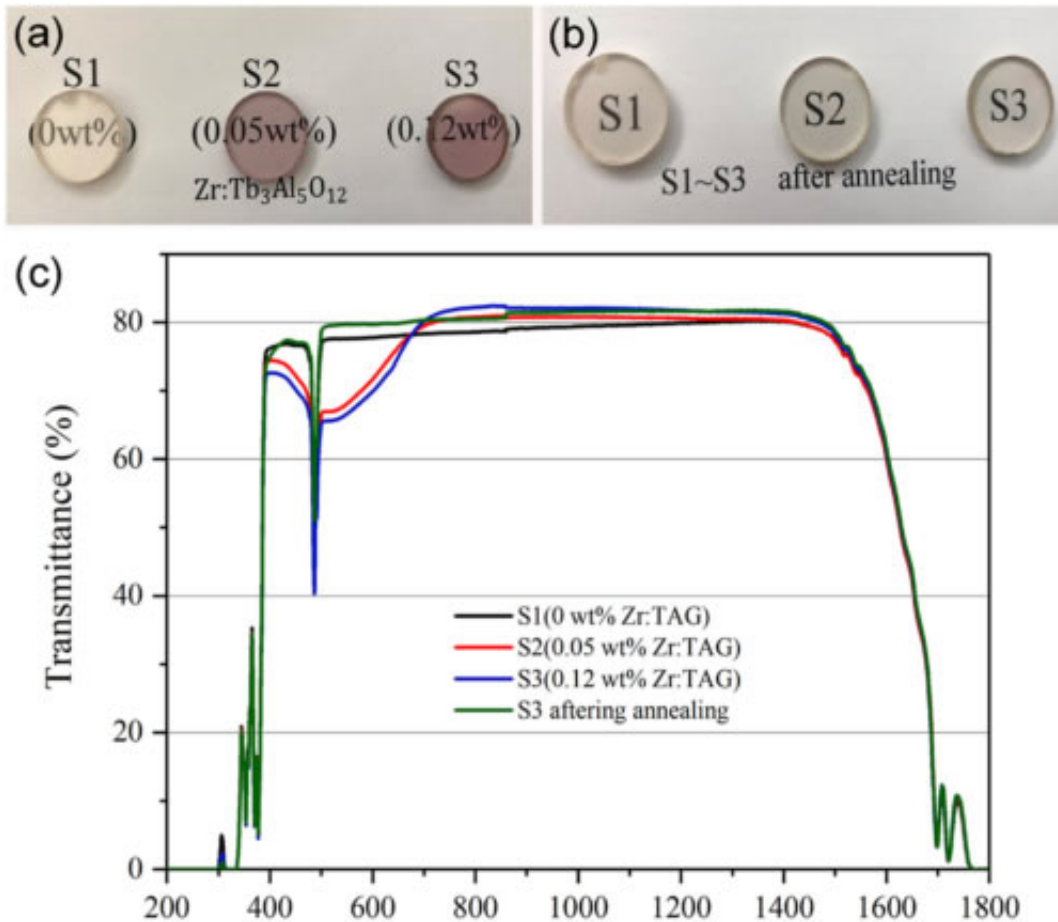 (a)
S1 S2 S3
(0wt%) (0.05wt%) (0.12wt%)
Zr:Tb₃Al₅O₁₂
(b)
S1 S2 S3
S1~S3 after annealing
(c)
Transmittance (%)
80
60
40
20
0
S1(0 wt% Zr:TAG)
S2(0.05 wt% Zr:TAG)
S3(0.12 wt% Zr:TAG)
S3 aftering annealing
200 400 600 800 1000 1200 1400 1600 1800